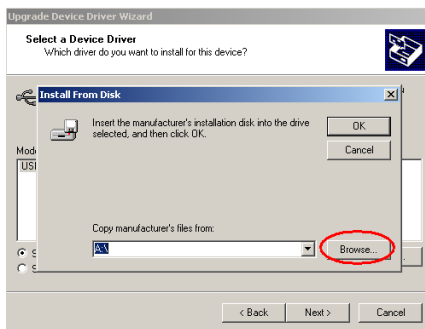 Upgrade Device Driver Wizard
Select a Device Driver
Which driver do you want to install for this device?
Install From Disk
Insert the manufacturer's installation disk into the drive
selected, and then click OK.
OK
Cancel
Mod
USI
Copy manufacturer's files from:
A:\
Browse...
S
S
< Back
Next >
Cancel